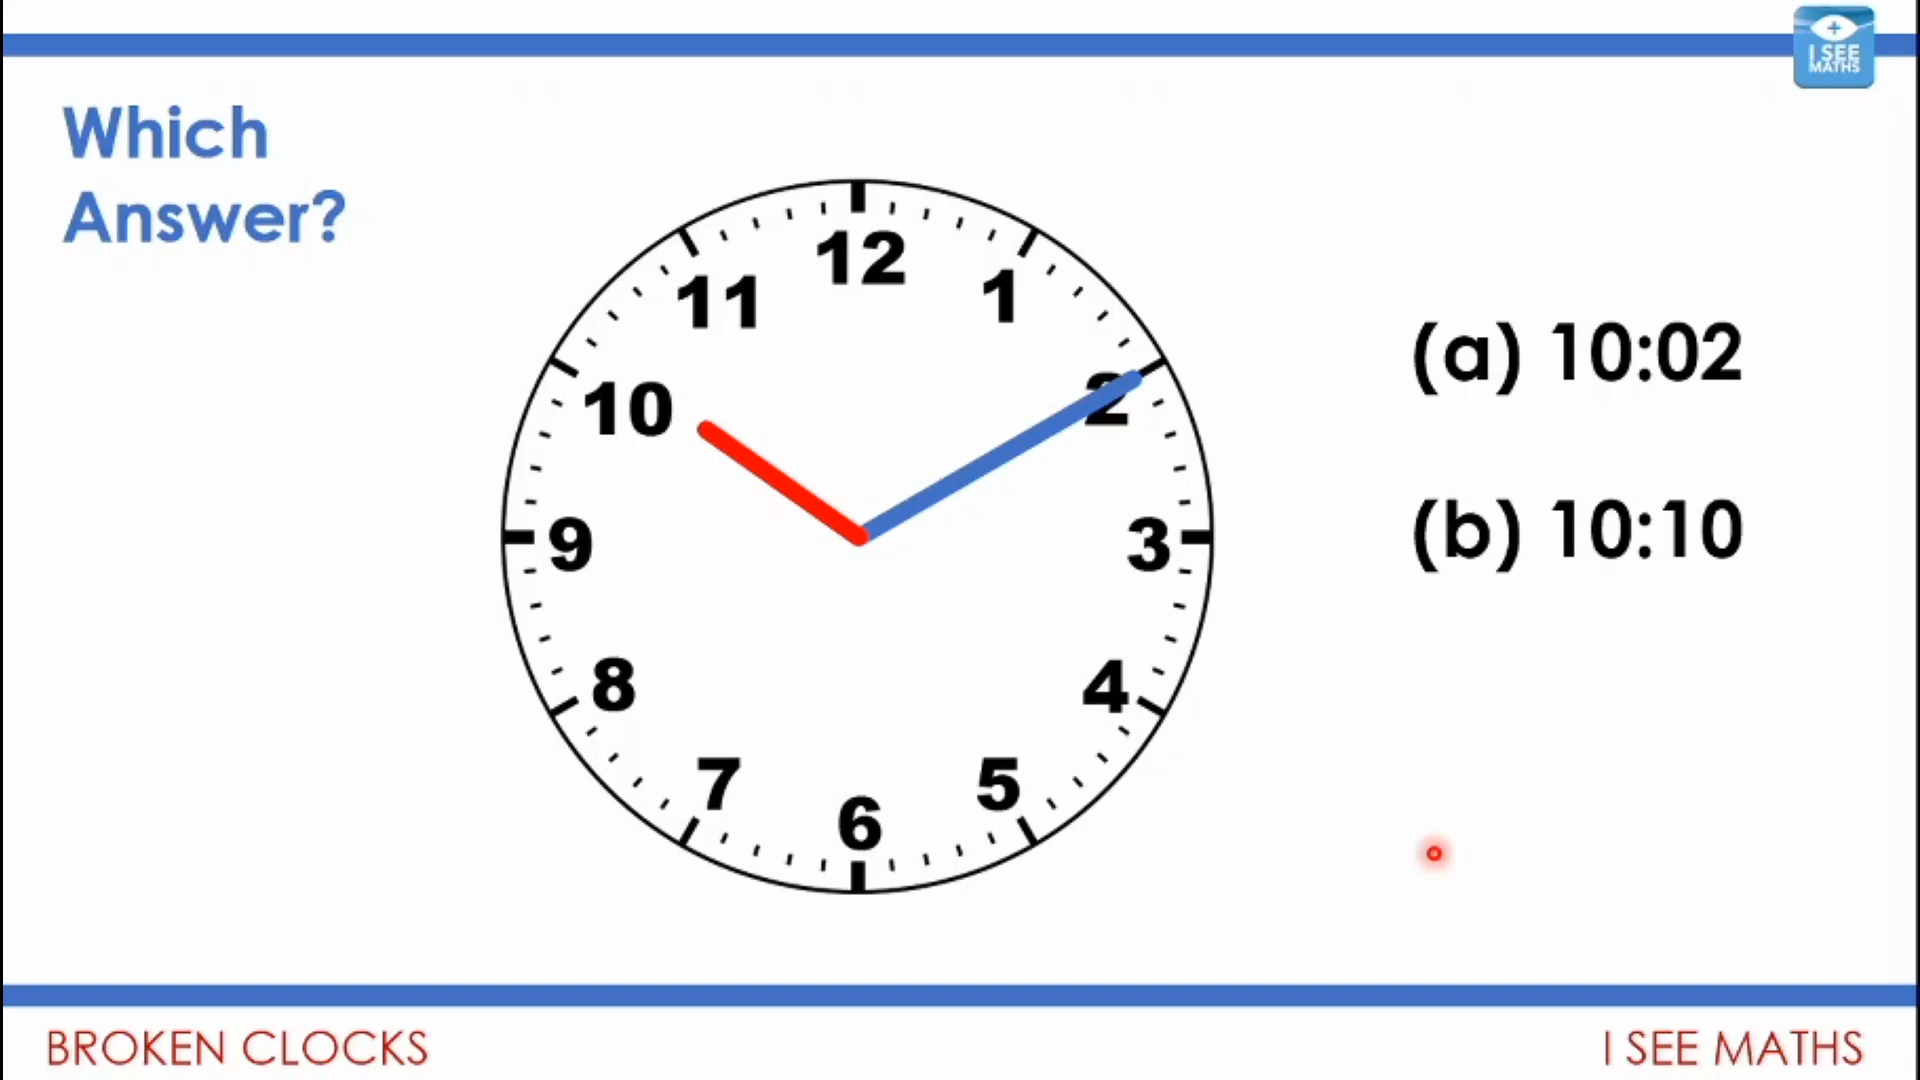 I SEE
MATHS
Which
Answer?
12
11
1
10
2
9
3
8
4
7
5
6
(a) 10:02
(b) 10:10
BROKEN CLOCKS
I SEE MATHS